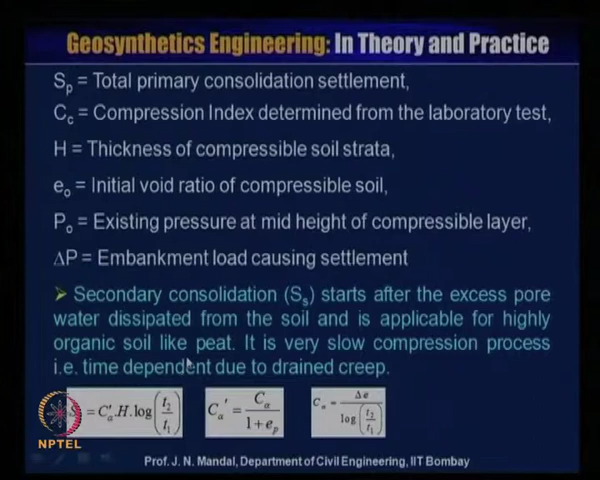 Geosynthetics Engineering: In Theory and Practice
Sp = Total primary consolidation settlement,
Cc = Compression Index determined from the laboratory test,
H = Thickness of compressible soil strata,
eo = Initial void ratio of compressible soil,
Po = Existing pressure at mid height of compressible layer,
ΔP = Embankment load causing settlement
➢ Secondary consolidation (Ss) starts after the excess pore
water dissipated from the soil and is applicable for highly
organic soil like peat. It is very slow compression process
i.e. time dependent due to drained creep.
S = C'α.H.log(t2/t1) Cα' = Cα/(1+ep) Cα = Δe/log(t2/t1)
NPTEL
Prof. J. N. Mandal, Department of Civil Engineering, IIT Bombay